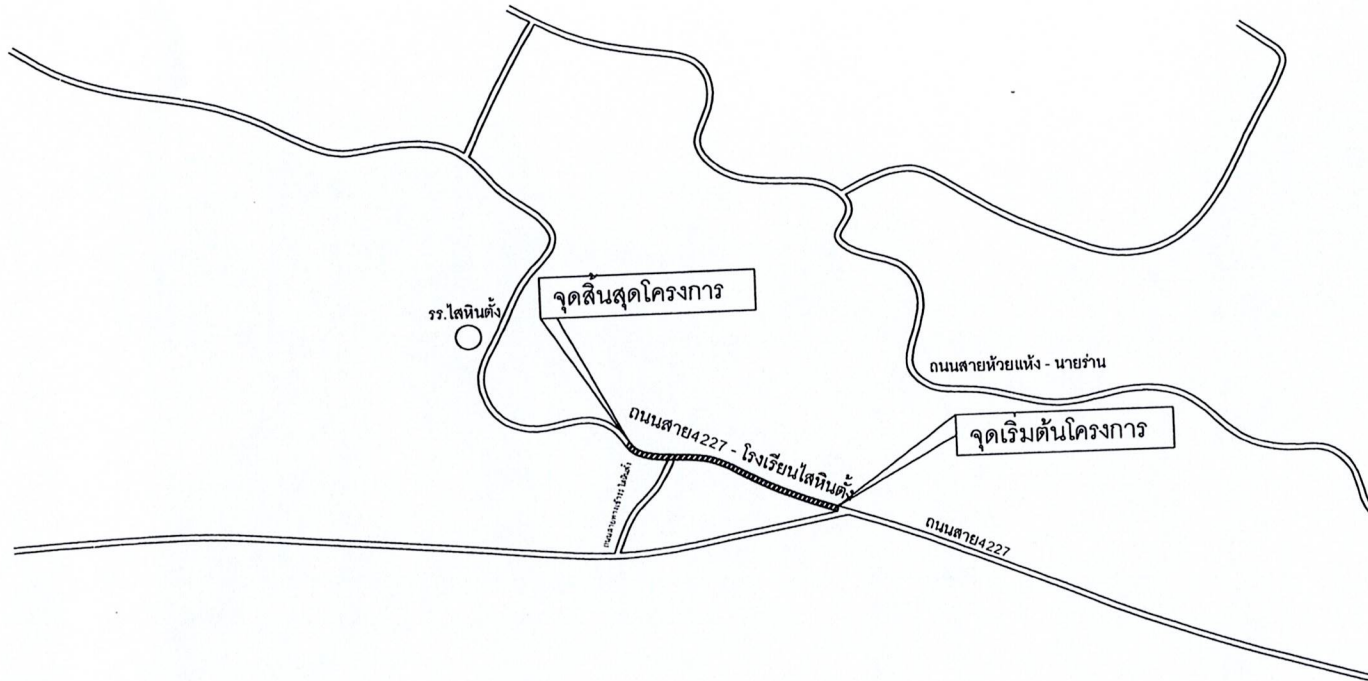 จุดสิ้นสุดโครงการ
รร.ไสหินตั้ง
ถนนสายห้วยแห้ง - นายร่าน
ถนนสาย4227 - โรงเรียนไสหินตั้ง
จุดเริ่มต้นโครงการ
ถนนสาย4227